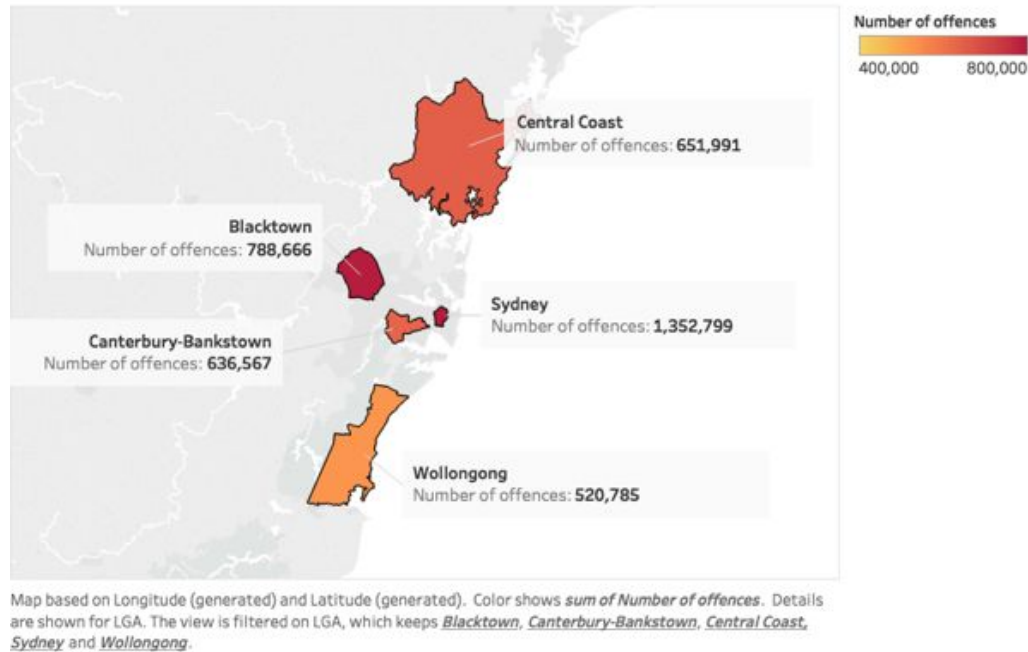 Number of offences
400,000 800,000
Central Coast
Number of offences: 651,991
Blacktown
Number of offences: 788,666
Sydney
Number of offences: 1,352,799
Canterbury-Bankstown
Number of offences: 636,567
Wollongong
Number of offences: 520,785
Map based on Longitude (generated) and Latitude (generated). Color shows sum of Number of offences. Details
are shown for LGA. The view is filtered on LGA, which keeps Blacktown, Canterbury-Bankstown, Central Coast,
Sydney and Wollongong.